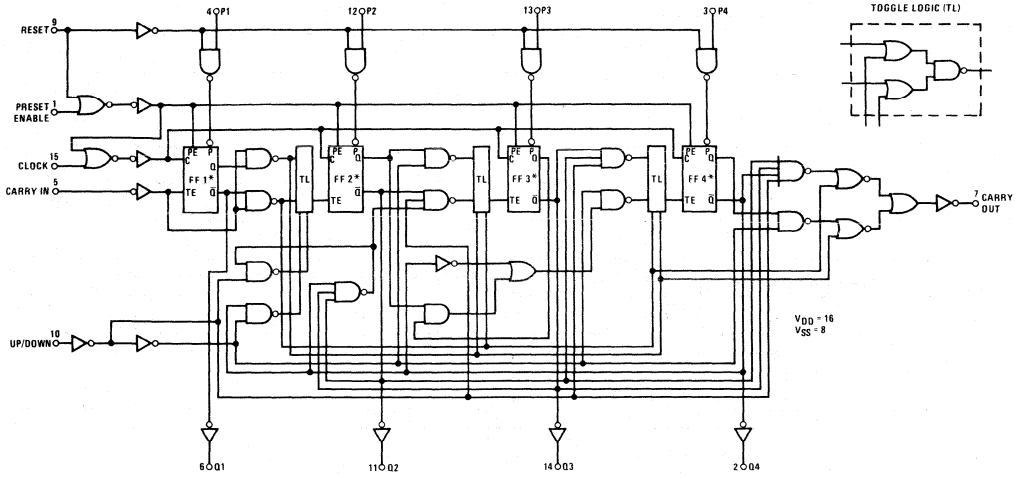 4 P1
12 P2
13 P3
3 P4
TOGGLE LOGIC (TL)
RESET 9
PRESET ENABLE 1
CLOCK 15
CARRY IN 5
PE P
C Q
FF 1*
TE Q̅
TL
PE P
C Q
FF 2*
TE Q̅
TL
PE P
C Q
FF 3*
TE Q̅
TL
PE P
C Q
FF 4*
TE Q̅
7 CARRY OUT
UP/DOWN 10
VDD = 16
VSS = 8
6 Q1
11 Q2
14 Q3
2 Q4